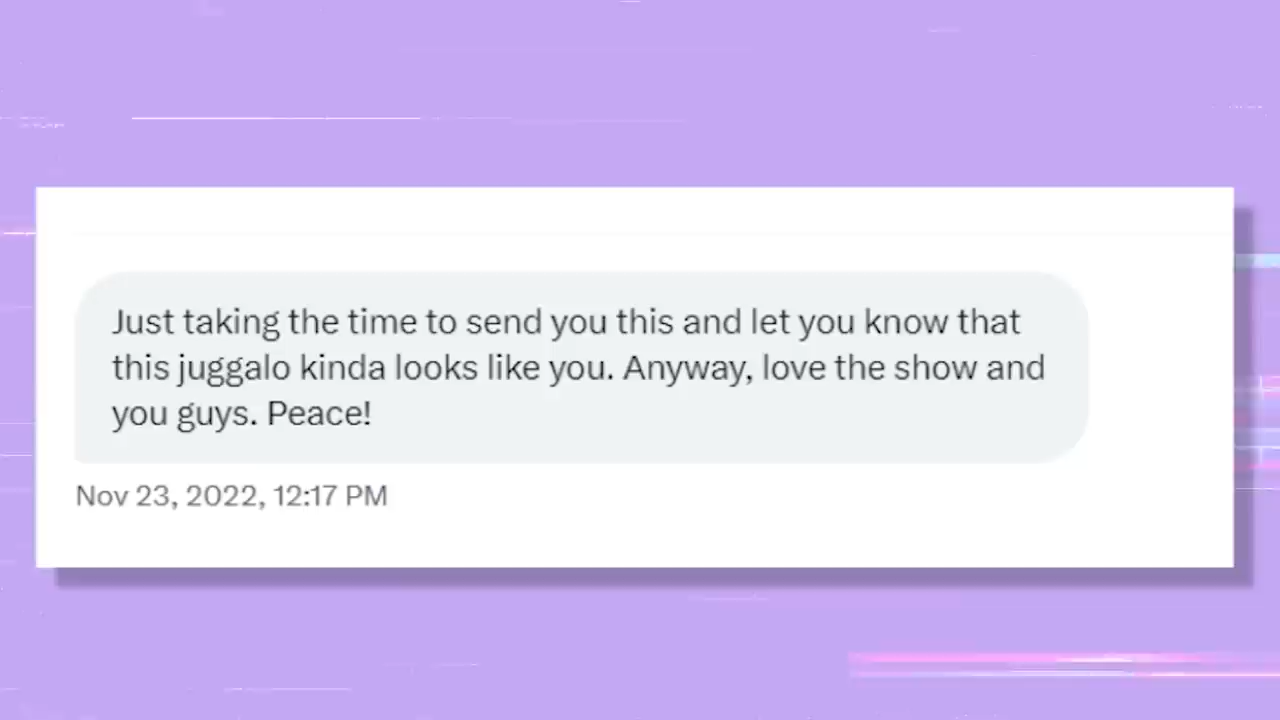 Just taking the time to send you this and let you know that
this juggalo kinda looks like you. Anyway, love the show and
you guys. Peace!
Nov 23, 2022, 12:17 PM